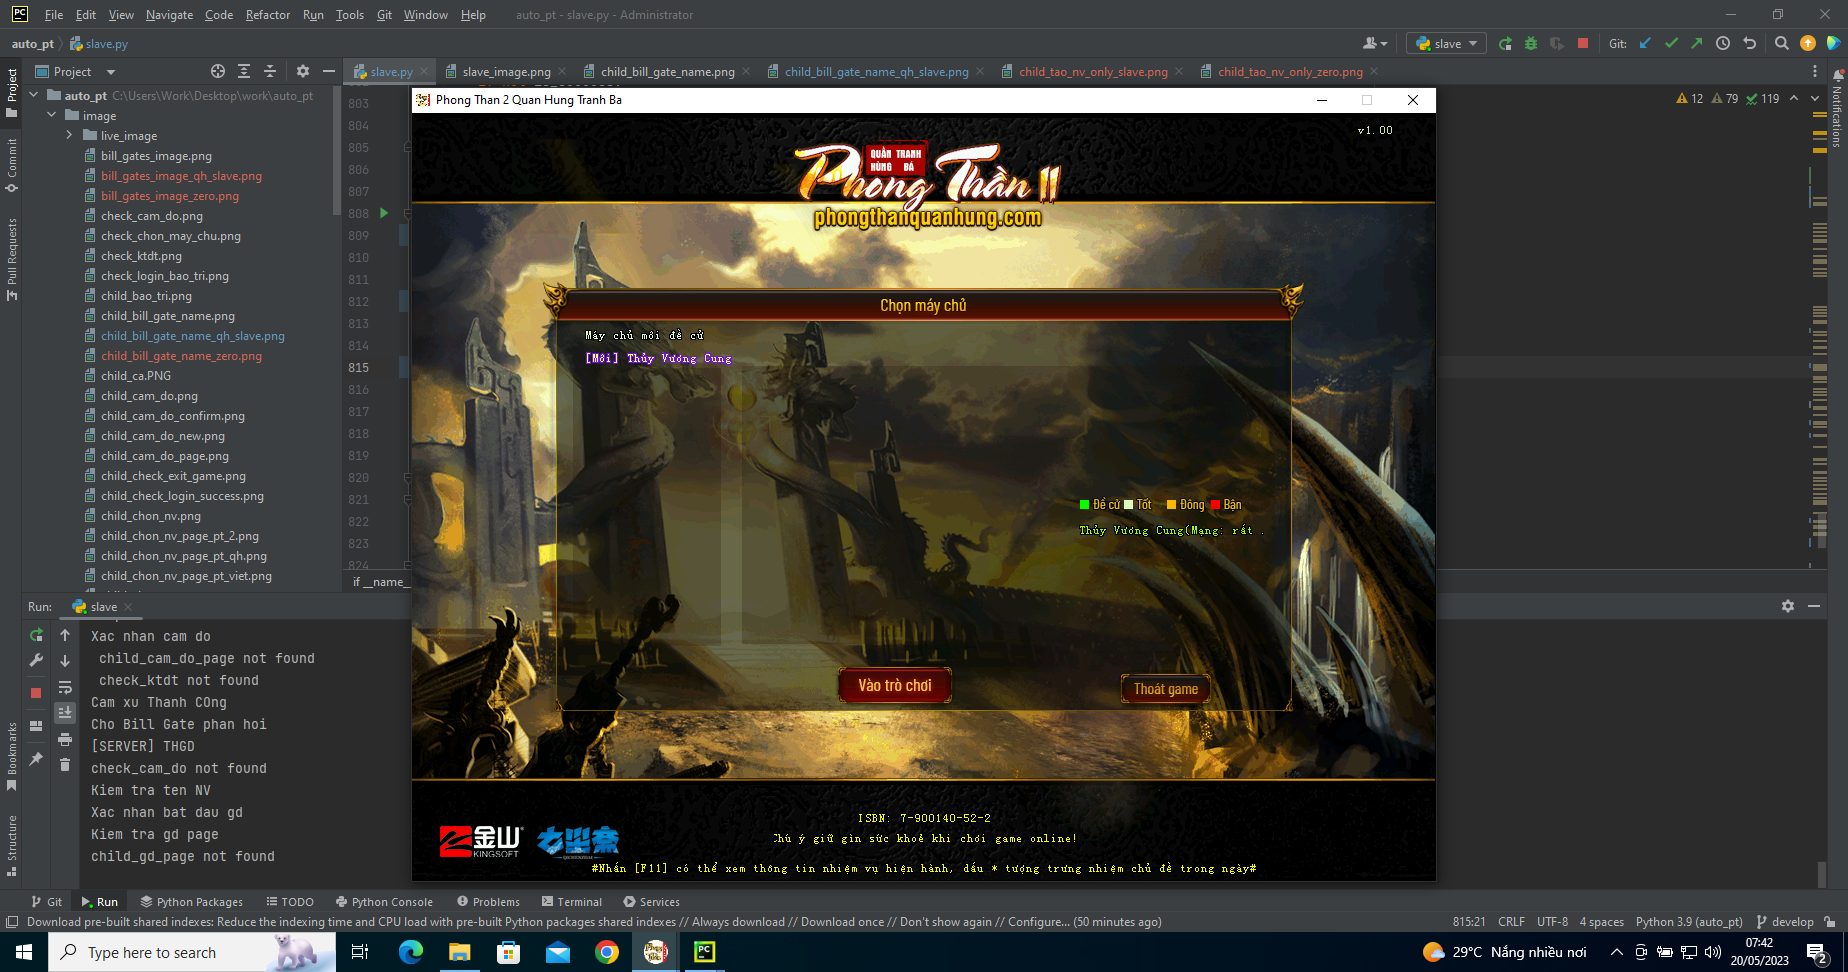 File Edit View Navigate Code Refactor Run Tools Git Window Help auto_pt - slave.py - Administrator
auto_pt slave.py slave Git:
Project slave.py slave_image.png child_bill_gate_name.png child_bill_gate_name_qh_slave.png child_tao_nv_only_slave.png child_tao_nv_only_zero.png
auto_pt C:\Users\Work\Desktop\work\auto_pt
image
live_image
bill_gates_image.png
bill_gates_image_qh_slave.png
bill_gates_image_zero.png
check_cam_do.png
check_chon_may_chu.png
check_ktdt.png
check_login_bao_tri.png
child_bao_tri.png
child_bill_gate_name.png
child_bill_gate_name_qh_slave.png
child_bill_gate_name_zero.png
child_ca.PNG
child_cam_do.png
child_cam_do_confirm.png
child_cam_do_new.png
child_cam_do_page.png
child_check_exit_game.png
child_check_login_success.png
child_chon_nv.png
child_chon_nv_page_pt_2.png
child_chon_nv_page_pt_qh.png
child_chon_nv_page_pt_viet.png
Project
Commit
Pull Requests
Bookmarks
Structure
Notifications
803
804
805
806
807
808
809
810
811
812
813
814
815
816
817
818
819
820
821
822
823
824
if __name_
12 79 119
Phong Than 2 Quan Hung Tranh Ba
v1.00
QUẦN TRANH
HÙNG BÁ
Phong Thần II
phongthanquanhung.com
Chọn máy chủ
Máy chủ mới đề cử
[Mới] Thủy Vương Cung
Đề cử Tốt Đông Bận
Thủy Vương Cung(Mạng: rất .
Vào trò chơi
Thoát game
金山
KINGSOFT
ISBN: 7-900140-52-2
Chú ý giữ gìn sức khoẻ khi chơi game online!
#Nhấn [F11] có thể xem thông tin nhiệm vụ hiện hành, dấu * tượng trưng nhiệm chủ đề trong ngày#
Run: slave
Xac nhan cam do
child_cam_do_page not found
check_ktdt not found
Cam xu Thanh COng
Cho Bill Gate phan hoi
[SERVER] THGD
check_cam_do not found
Kiem tra ten NV
Xac nhan bat dau gd
Kiem tra gd page
child_gd_page not found
Git Run Python Packages TODO Python Console Problems Terminal Services
Download pre-built shared indexes: Reduce the indexing time and CPU load with pre-built Python packages shared indexes // Always download // Download once // Don't show again // Configure... (50 minutes ago) 815:21 CRLF UTF-8 4 spaces Python 3.9 (auto_pt) develop
Type here to search
29°C Nắng nhiều nơi
07:42
20/05/2023
2